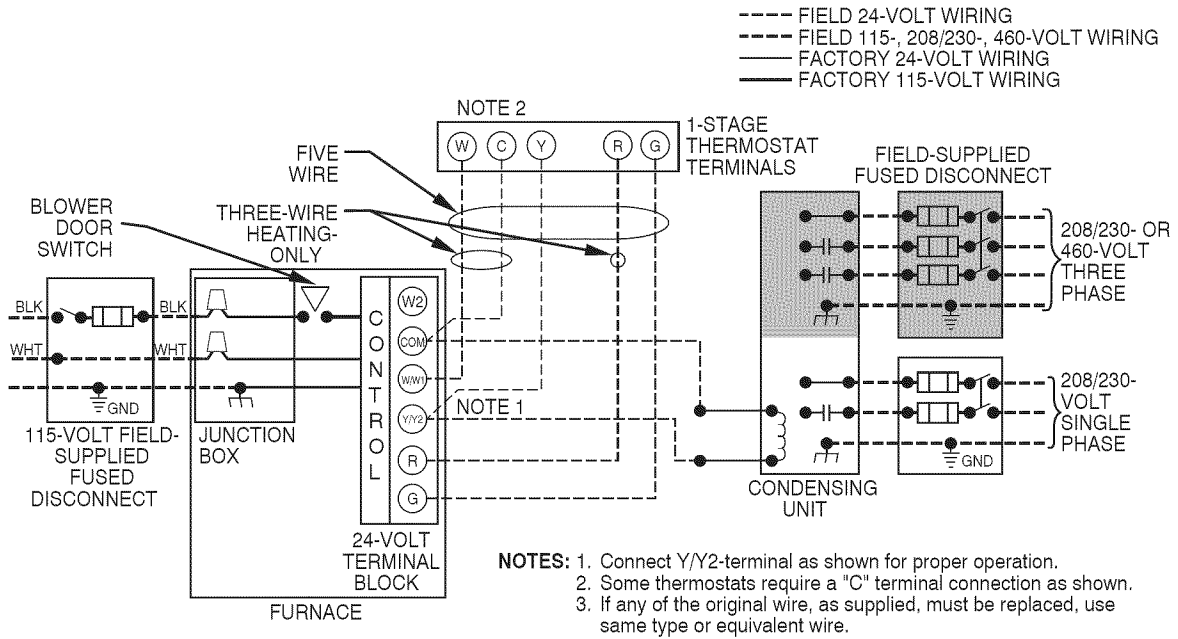 FIELD 24-VOLT WIRING
FIELD 115-, 208/230-, 460-VOLT WIRING
FACTORY 24-VOLT WIRING
FACTORY 115-VOLT WIRING
NOTE 2
W
C
Y
R
G
1-STAGE
THERMOSTAT
TERMINALS
FIVE
WIRE
THREE-WIRE
HEATING-
ONLY
BLOWER
DOOR
SWITCH
FIELD-SUPPLIED
FUSED DISCONNECT
208/230- OR
460-VOLT
THREE
PHASE
BLK
BLK
WHT
WHT
GND
115-VOLT FIELD-
SUPPLIED
FUSED
DISCONNECT
JUNCTION
BOX
CONTROL
W2
COM
W/W1
Y/Y2
R
G
NOTE 1
24-VOLT
TERMINAL
BLOCK
FURNACE
208/230-
VOLT
SINGLE
PHASE
GND
CONDENSING
UNIT
NOTES: 1. Connect Y/Y2-terminal as shown for proper operation.
2. Some thermostats require a "C" terminal connection as shown.
3. If any of the original wire, as supplied, must be replaced, use
same type or equivalent wire.